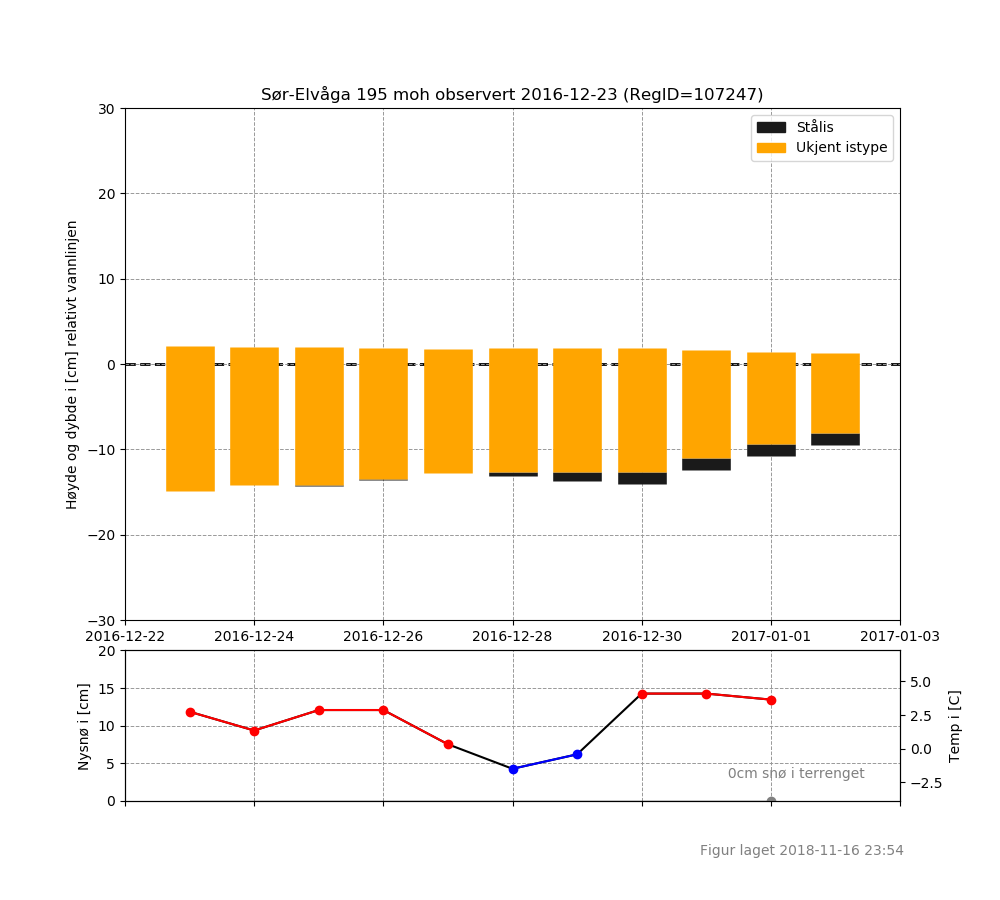 Sør-Elvåga 195 moh observert 2016-12-23 (RegID=107247)
Stålis
Ukjent istype
Høyde og dybde i [cm] relativt vannlinjen
30
20
10
0
−10
−20
−30
2016-12-22 2016-12-24 2016-12-26 2016-12-28 2016-12-30 2017-01-01 2017-01-03
Nysnø i [cm]
20
15
10
5
0
5.0
2.5
0.0
−2.5
Temp i [C]
0cm snø i terrenget
Figur laget 2018-11-16 23:54